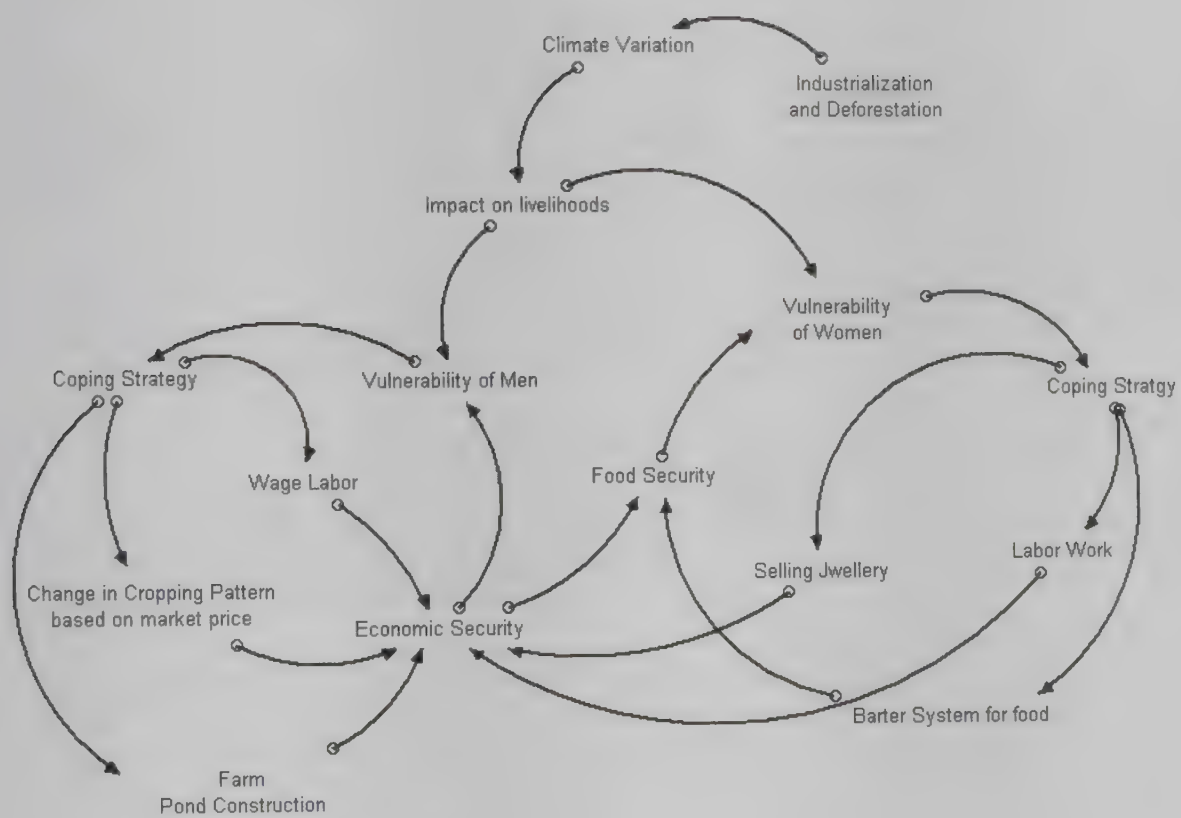 Climate Variation
Industrialization
and Deforestation
Impact on livelihoods
Vulnerability
of Women
Coping Strategy
Vulnerability of Men
Coping Stratgy
Wage Labor
Food Security
Labor Work
Selling Jwellery
Change in Cropping Pattern
based on market price
Economic Security
Barter System for food
Farm
Pond Construction